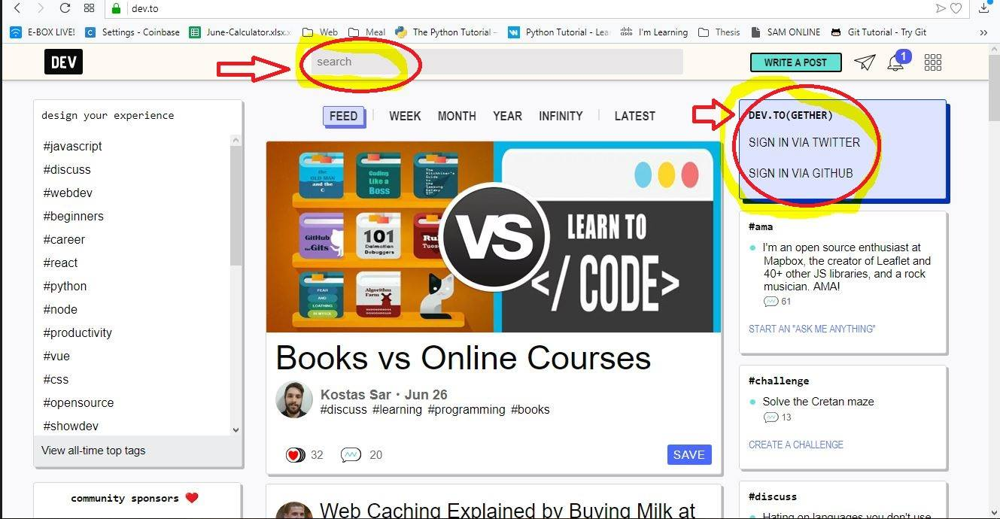 dev.to
E-BOX LIVE!
Settings - Coinbase
June-Calculator.xlsx.x
Web
Meal
The Python Tutorial -
Python Tutorial - Lea
I'm Learning
Thesis
SAM ONLINE
Git Tutorial - Try Git
DEV
search
WRITE A POST
1
design your experience
#javascript
#discuss
#webdev
#beginners
#career
#react
#python
#node
#productivity
#vue
#css
#opensource
#showdev
View all-time top tags
community sponsors
FEED
WEEK
MONTH
YEAR
INFINITY
LATEST
the
OLD MAN
and the
C
Coding
Like a
Boss
The
Hitchhiker's
Guide
to
the
Samsung
Galaxy
GitHub
for Gits
101
Dalmatian
Debuggers
FEAR
AND
LOATHING
IN
Algorithm
Farm
VS
LEARN TO
</ CODE>
Books vs Online Courses
Kostas Sar・Jun 26
#discuss #learning #programming #books
32
20
SAVE
Web Caching Explained by Buying Milk at
DEV.TO(GETHER)
SIGN IN VIA TWITTER
SIGN IN VIA GITHUB
#ama
I'm an open source enthusiast at
Mapbox, the creator of Leaflet and
40+ other JS libraries, and a rock
musician. AMA!
61
START AN "ASK ME ANYTHING"
#challenge
Solve the Cretan maze
13
CREATE A CHALLENGE
#discuss
Hating on languages you don't use